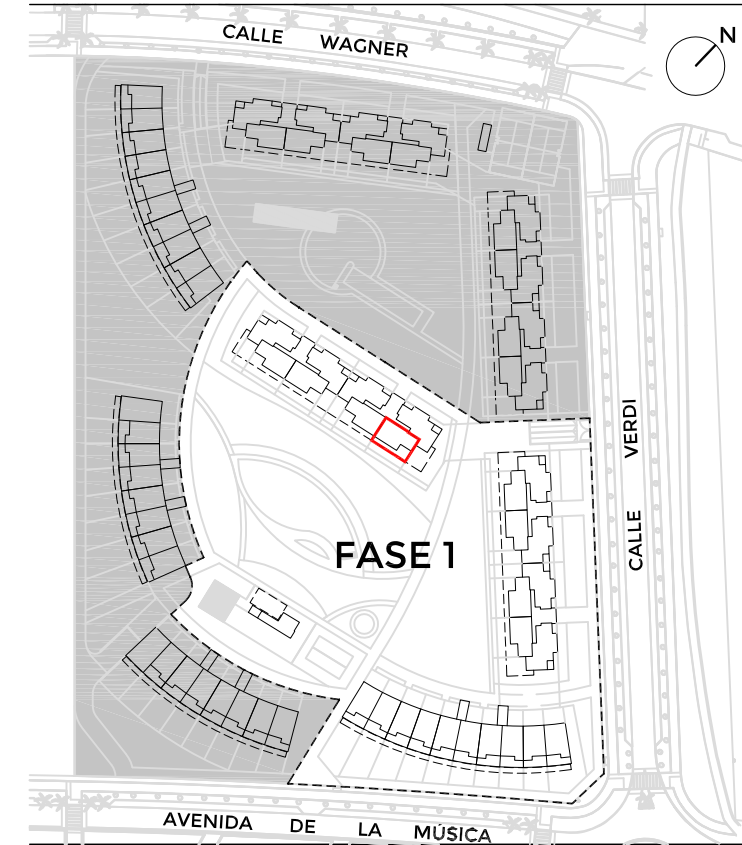 CALLE WAGNER
N
CALLE VERDI
FASE 1
AVENIDA DE LA MÚSICA